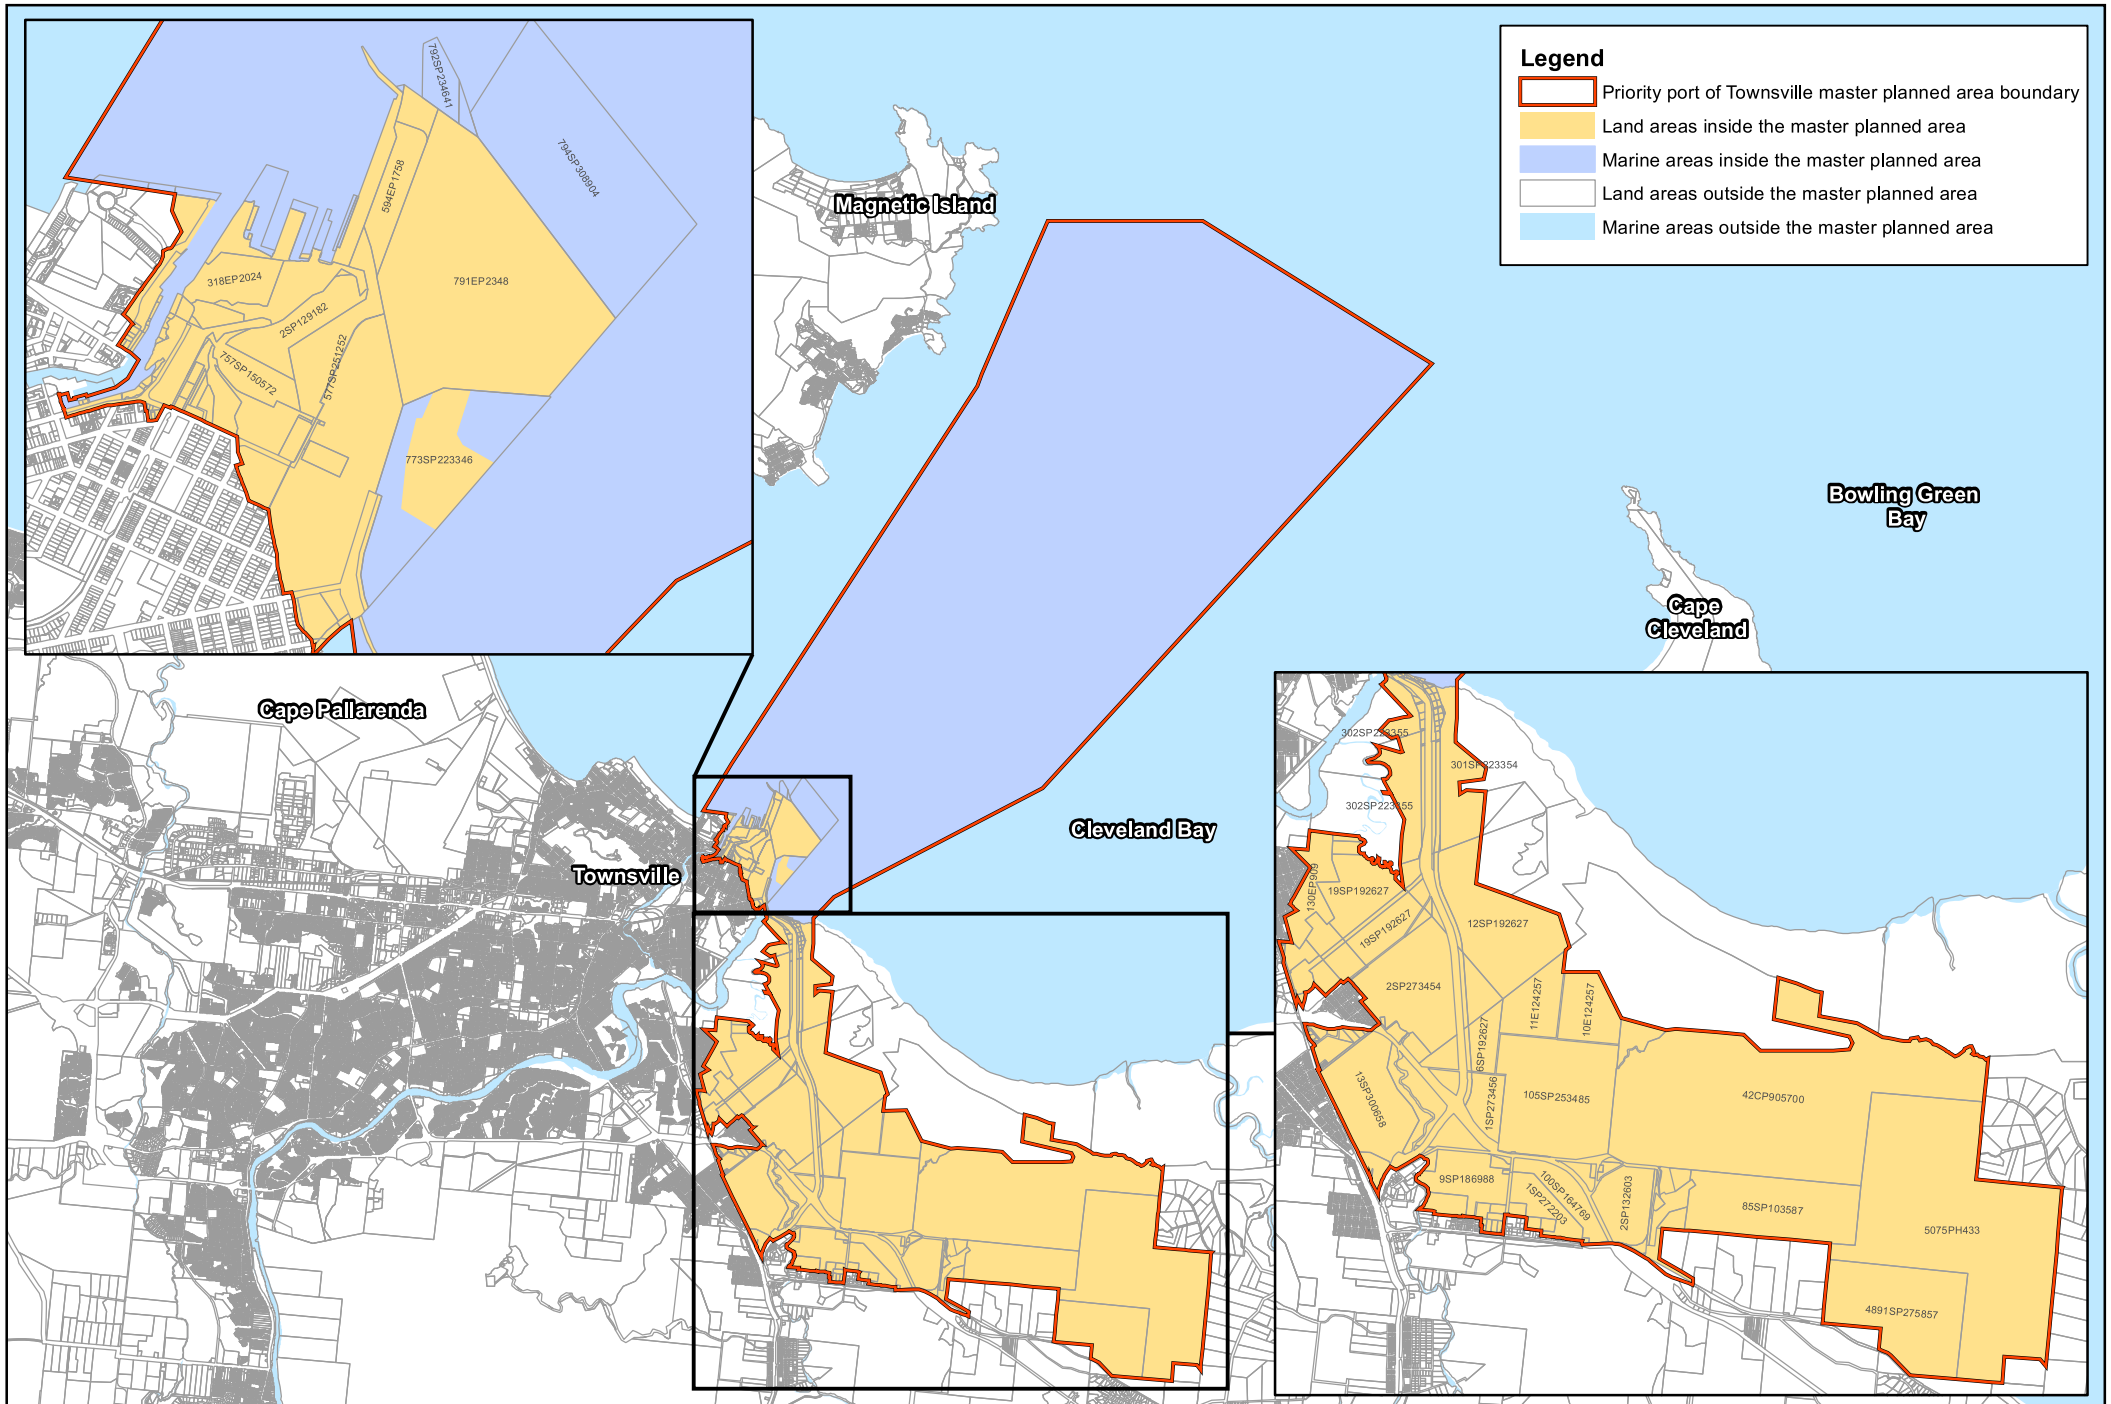 792SP234641
794SP308904
594EP1758
318EP2024
791EP2348
2SP129182
577SP251252
757SP150572
773SP223346
Legend
Priority port of Townsville master planned area boundary
Land areas inside the master planned area
Marine areas inside the master planned area
Land areas outside the master planned area
Marine areas outside the master planned area
Magnetic Island
Bowling Green
Bay
Cape
Cleveland
Cape Pallarenda
Townsville
Cleveland Bay
302SP223355
301SP223354
302SP223355
130EP909
19SP192627
19SP192627
12SP192627
2SP273454
11E124257
10E124257
6SP192627
13SP300658
1SP273456
105SP253485
42CP905700
9SP186988
100SP164769
1SP272203
2SP132603
85SP103587
5075PH433
4891SP275857